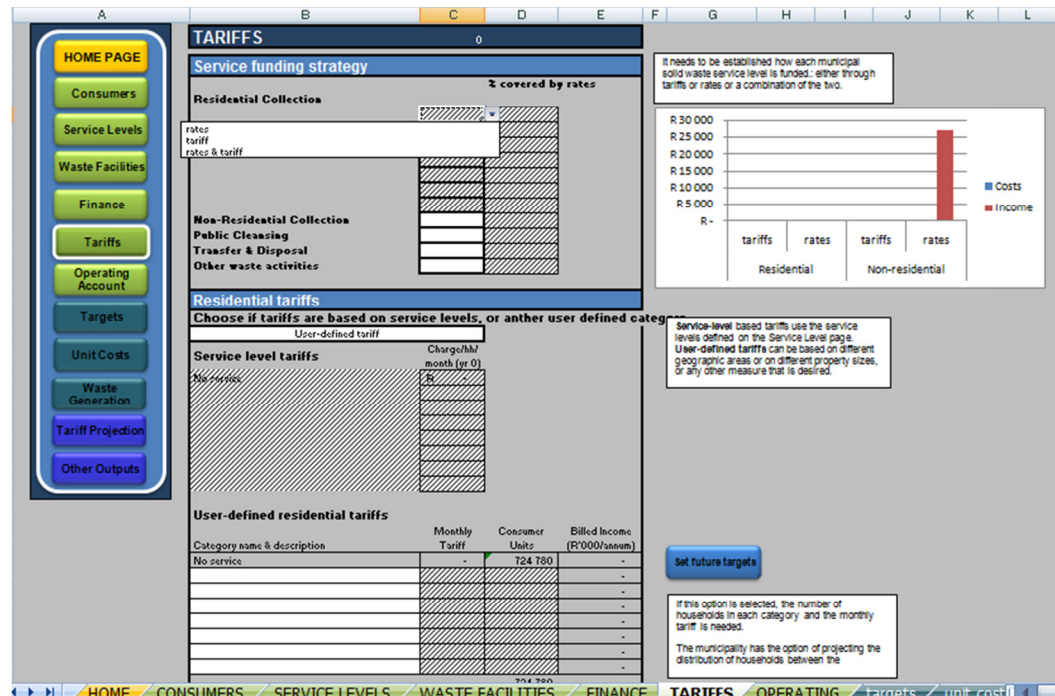 A B C D E F G H I J K L
HOME PAGE
Consumers
Service Levels
Waste Facilities
Finance
Tariffs
Operating
Account
Targets
Unit Costs
Waste
Generation
Tariff Projection
Other Outputs
TARIFFS 0
Service funding strategy
% covered by rates
Residential Collection
rates
tariff
rates & tariff
Non-Residential Collection
Public Cleansing
Transfer & Disposal
Other waste activities
Residential tariffs
Choose if tariffs are based on service levels, or anther user defined category
User-defined tariff
Service level tariffs
Charge/hh/
month (yr 0)
No service R -
User-defined residential tariffs
Monthly Consumer Billed Income
Category name & description Tariff Units (R'000/annum)
No service - 724 780 -
-
-
-
-
-
-
-
724 780
It needs to be established how each municipal
solid waste service level is funded.: either through
tariffs or rates or a combination of the two.
R 30 000
R 25 000
R 20 000
R 15 000
R 10 000
R 5 000
R -
tariffs rates tariffs rates
Residential Non-residential
Costs
Income
Service-level based tariffs use the service
levels defined on the Service Level page.
User-defined tariffs can be based on different
geographic areas or on different property sizes,
or any other measure that is desired.
Set future targets
If this option is selected, the number of
households in each category and the monthly
tariff is needed.
The municipality has the option of projecting the
distribution of households between the
HOME CONSUMERS SERVICE LEVELS WASTE FACILITIES FINANCE TARIFFS OPERATING targets unit cost